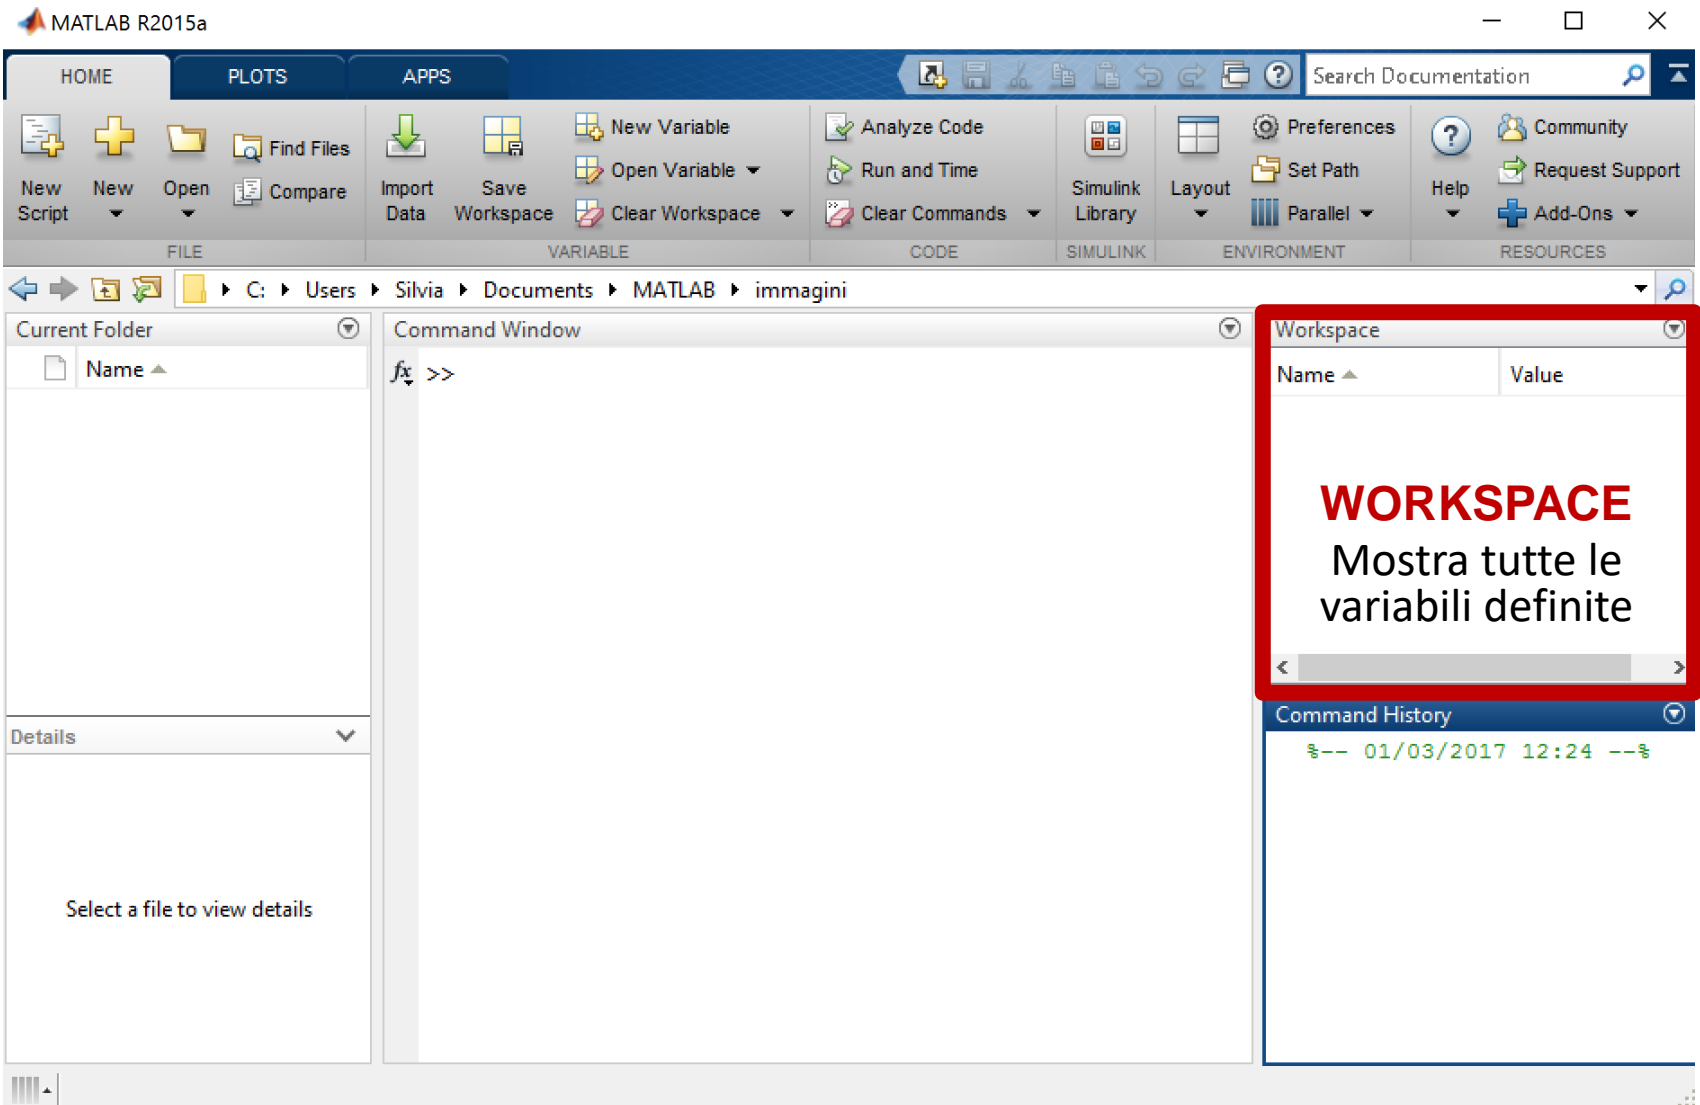 MATLAB R2015a
HOME PLOTS APPS Search Documentation
New Script
New
Open
Find Files
Compare
FILE
Import Data
Save Workspace
New Variable
Open Variable
Clear Workspace
VARIABLE
Analyze Code
Run and Time
Clear Commands
CODE
Simulink Library
SIMULINK
Layout
Preferences
Set Path
Parallel
ENVIRONMENT
? Help
Community
Request Support
Add-Ons
RESOURCES
C: Users Silvia Documents MATLAB immagini
Current Folder
Name
Details
Select a file to view details
Command Window
fx >>
Workspace
Name Value
WORKSPACE
Mostra tutte le
variabili definite
Command History
%-- 01/03/2017 12:24 --%